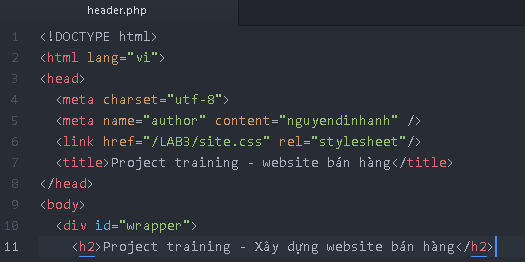 header.php
1 <!DOCTYPE html>
2 <html lang="vi">
3 <head>
4 <meta charset="utf-8">
5 <meta name="author" content="nguyendinhanh" />
6 <link href="/LAB3/site.css" rel="stylesheet"/>
7 <title>Project training - website bán hàng</title>
8 </head>
9 <body>
10 <div id="wrapper">
11 <h2>Project training - Xây dựng website bán hàng</h2>